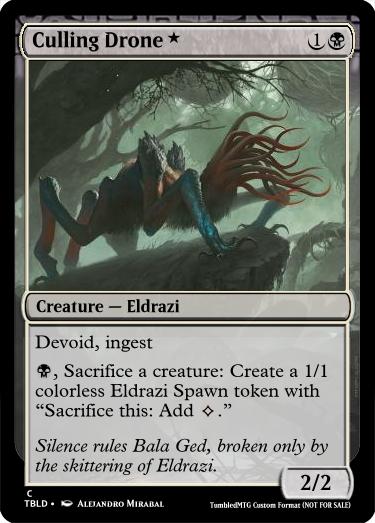 Culling Drone ★ 1
Creature — Eldrazi
Devoid, ingest
, Sacrifice a creature: Create a 1/1
colorless Eldrazi Spawn token with
“Sacrifice this: Add .”
Silence rules Bala Ged, broken only by
the skittering of Eldrazi.
2/2
C
TBLD • Alejandro Mirabal
TumbledMTG Custom Format (NOT FOR SALE)